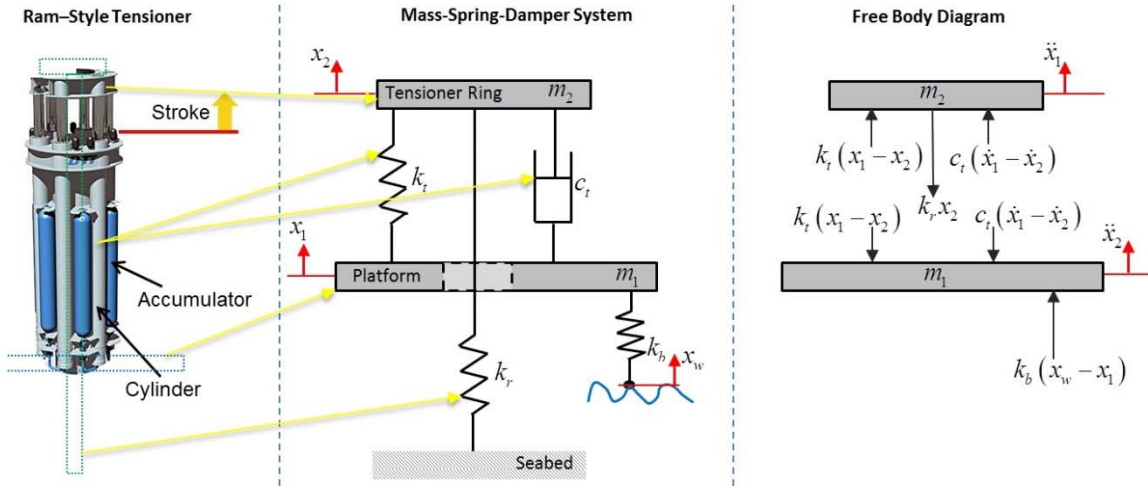 Ram–Style Tensioner
Stroke
Accumulator
Cylinder
Mass-Spring-Damper System
x₂
Tensioner Ring m₂
kₜ
cₜ
x₁
Platform m₁
k_b
x_w
kᵣ
Seabed
Free Body Diagram
ẍ₁
m₂
kₜ(x₁ − x₂)
cₜ(ẋ₁ − ẋ₂)
kᵣx₂
kₜ(x₁ − x₂)
cₜ(ẋ₁ − ẋ₂)
ẍ₂
m₁
k_b(x_w − x₁)